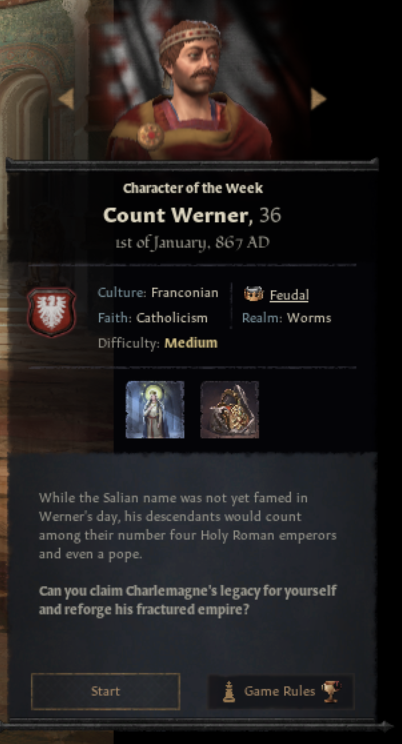 Character of the Week
Count Werner, 36
1st of January, 867 AD
Culture: Franconian
Feudal
Faith: Catholicism
Realm: Worms
Difficulty: Medium
While the Salian name was not yet famed in
Werner's day, his descendants would count
among their number four Holy Roman emperors
and even a pope.
Can you claim Charlemagne's legacy for yourself
and reforge his fractured empire?
Start
Game Rules